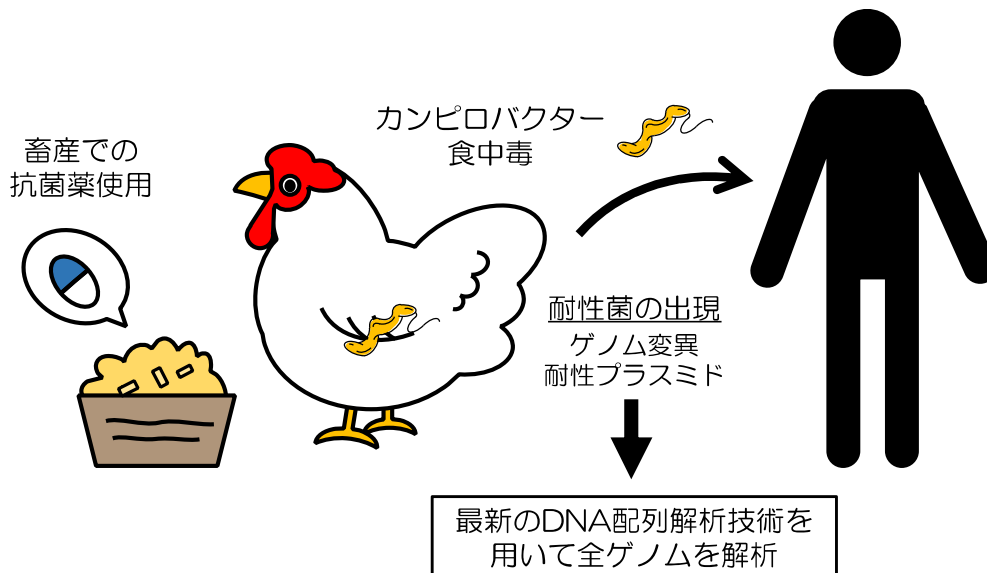 畜産での
抗菌薬使用
カンピロバクター
食中毒
耐性菌の出現
ゲノム変異
耐性プラスミド
最新のDNA配列解析技術を
用いて全ゲノムを解析